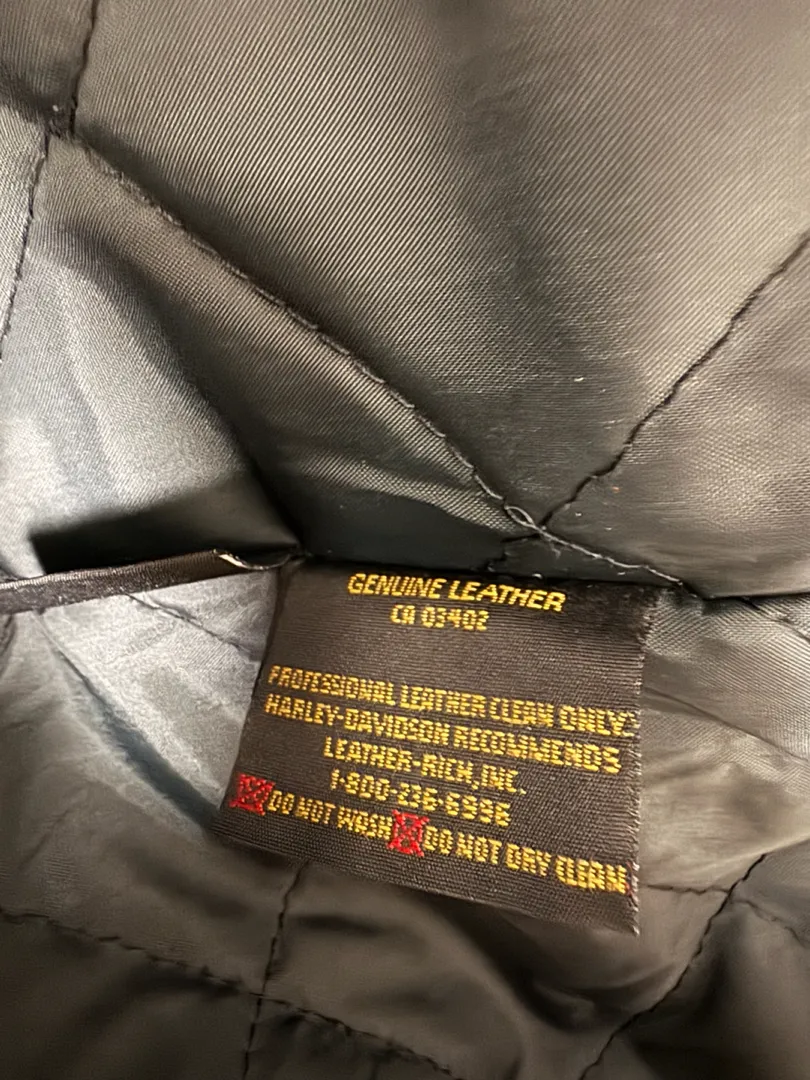 GENUINE LEATHER
CA 03402
PROFESSIONAL LEATHER CLEAN ONLY.
HARLEY-DAVIDSON RECOMMENDS
LEATHER-RICH, INC.
1-800-236-6996
DO NOT WASH DO NOT DRY CLEAN